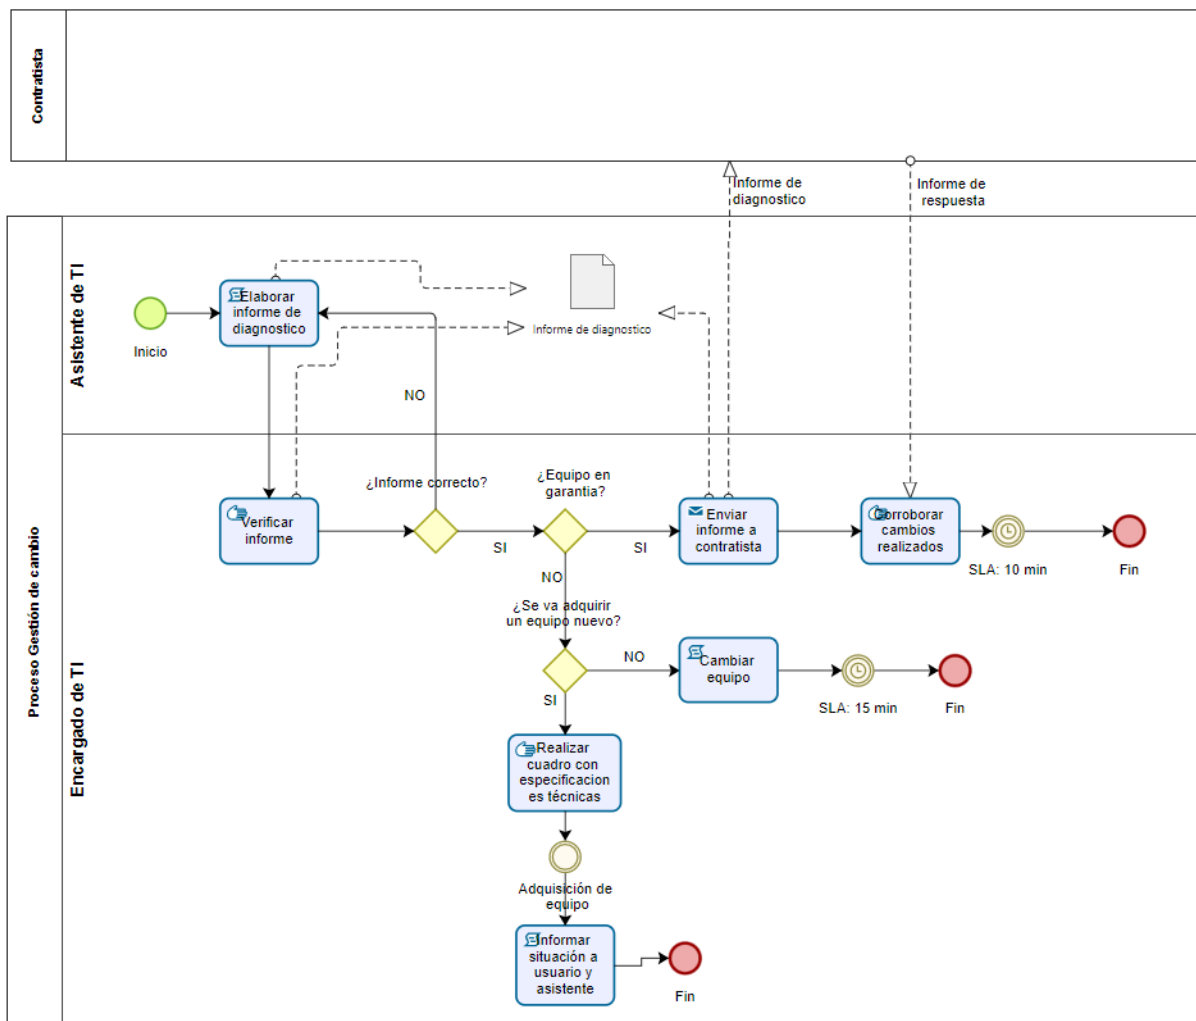 Contratista
Informe de
diagnostico
Informe de
respuesta
Proceso Gestión de cambio
Asistente de TI
Inicio
Elaborar
informe de
diagnostico
Informe de diagnostico
NO
Encargado de TI
Verificar
informe
¿Informe correcto?
SI
¿Equipo en
garantia?
SI
NO
Enviar
informe a
contratista
Corroborar
cambios
realizados
SLA: 10 min
Fin
¿Se va adquirir
un equipo nuevo?
NO
SI
Cambiar
equipo
SLA: 15 min
Fin
Realizar
cuadro con
especificacion
es técnicas
Adquisición de
equipo
Informar
situación a
usuario y
asistente
Fin